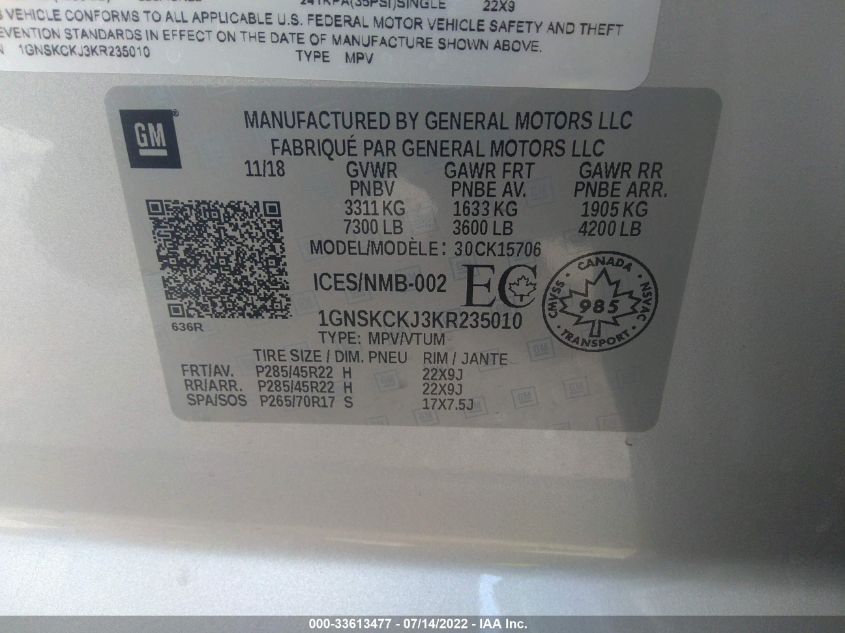 241KPA(35PSI)SINGLE 22X9
VEHICLE CONFORMS TO ALL APPLICABLE U.S. FEDERAL MOTOR VEHICLE SAFETY AND THEFT
EVENTION STANDARDS IN EFFECT ON THE DATE OF MANUFACTURE SHOWN ABOVE.
1GNSKCKJ3KR235010 TYPE MPV
GM
MANUFACTURED BY GENERAL MOTORS LLC
FABRIQUÉ PAR GENERAL MOTORS LLC
11/18 GVWR GAWR FRT GAWR RR
PNBV PNBE AV. PNBE ARR.
3311 KG 1633 KG 1905 KG
7300 LB 3600 LB 4200 LB
MODEL/MODÈLE: 30CK15706
ICES/NMB-002 EC
CANADA
CMVSS 985 NSVAC
636R
1GNSKCKJ3KR235010
TYPE: MPV/VTUM
TIRE SIZE / DIM. PNEU RIM / JANTE
FRT/AV. P285/45R22 H 22X9J
RR/ARR. P285/45R22 H 22X9J
SPA/SOS P265/70R17 S 17X7.5J
000-33613477 - 07/14/2022 - IAA Inc.